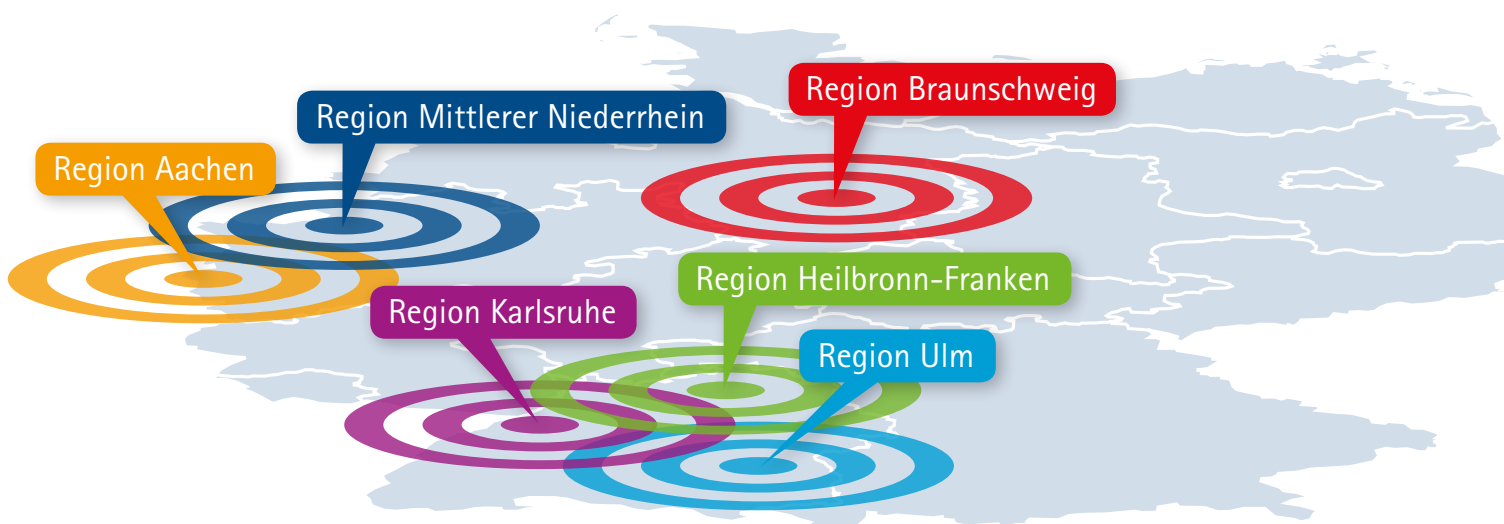 Region Braunschweig
Region Mittlerer Niederrhein
Region Aachen
Region Heilbronn-Franken
Region Karlsruhe
Region Ulm